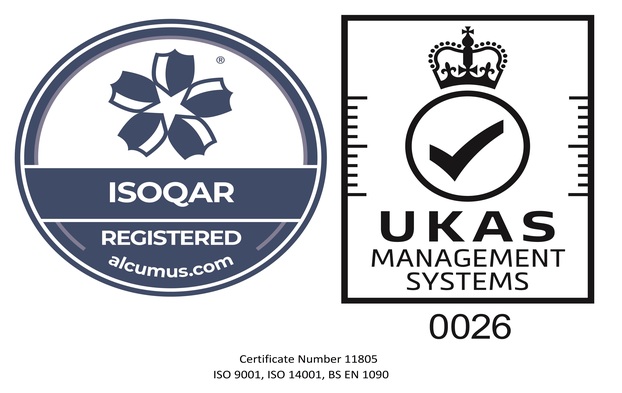 ®
ISOQAR
REGISTERED
alcumus.com
UKAS
MANAGEMENT
SYSTEMS
0026
Certificate Number 11805
ISO 9001, ISO 14001, BS EN 1090